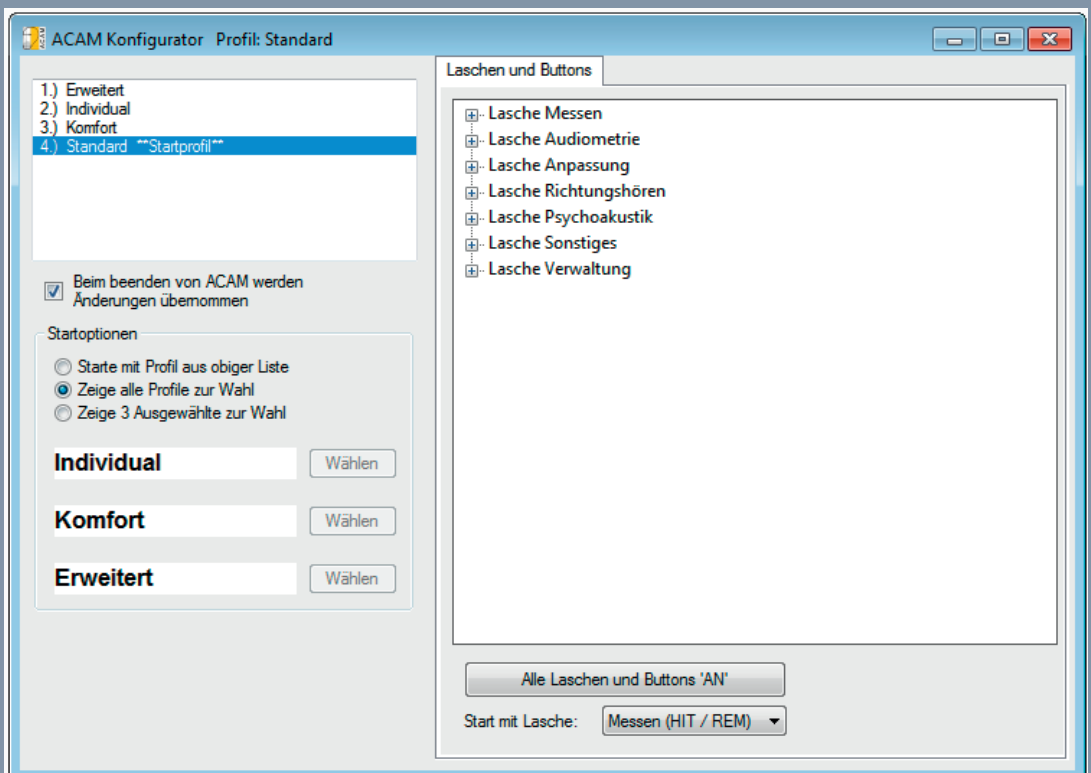 ACAM Konfigurator Profil: Standard
1.) Erweitert
2.) Individual
3.) Komfort
4.) Standard **Startprofil**
Beim beenden von ACAM werden
Änderungen übernommen
Startoptionen
Starte mit Profil aus obiger Liste
Zeige alle Profile zur Wahl
Zeige 3 Ausgewählte zur Wahl
Individual Wählen
Komfort Wählen
Erweitert Wählen
Laschen und Buttons
Lasche Messen
Lasche Audiometrie
Lasche Anpassung
Lasche Richtungshören
Lasche Psychoakustik
Lasche Sonstiges
Lasche Verwaltung
Alle Laschen und Buttons 'AN'
Start mit Lasche: Messen (HIT / REM)